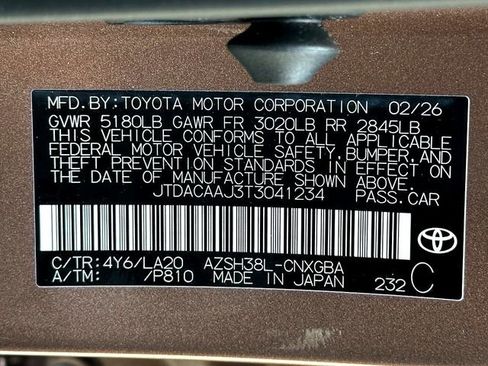 MFD.BY:TOYOTA MOTOR CORPORATION 02/26
GVWR 5180LB GAWR FR 3020LB RR 2845LB
THIS VEHICLE CONFORMS TO ALL APPLICABLE
FEDERAL MOTOR VEHICLE SAFETY,BUMPER,AND
THEFT PREVENTION STANDARDS IN EFFECT ON
THE DATE OF MANUFACTURE SHOWN ABOVE.
JTDACAAJ3T3041234 PASS.CAR
C/TR:4Y6/LA20 AZSH38L-CNXGBA
A/TM: /P810 MADE IN JAPAN 232 C
TOYOTA